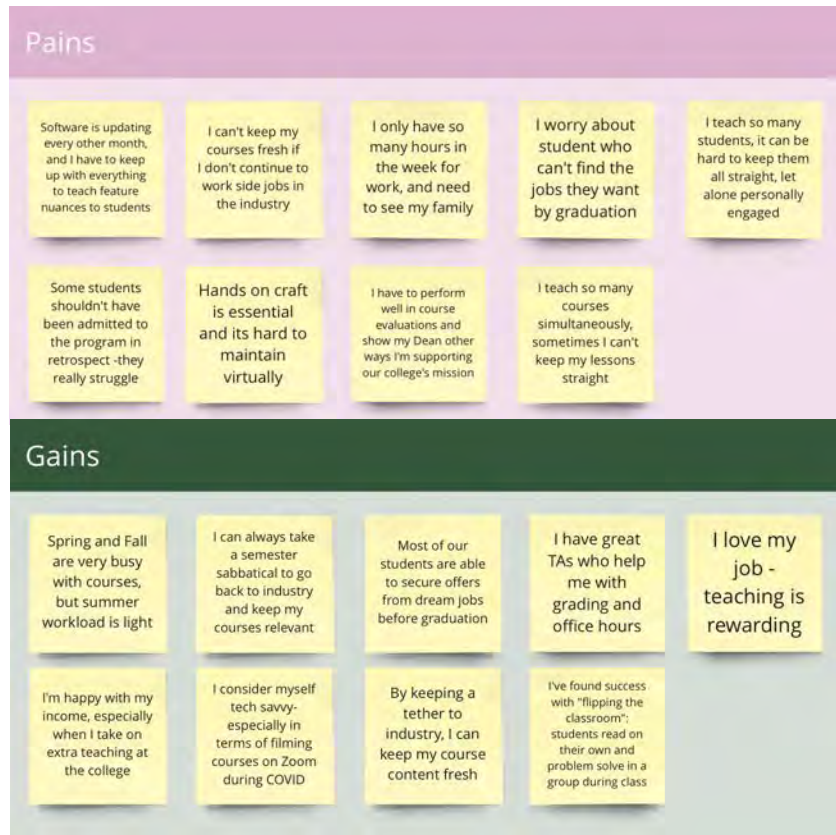 Pains
Software is updating
every other month,
and I have to keep
up with everything
to teach feature
nuances to students
I can't keep my
courses fresh if
I don't continue to
work side jobs in
the industry
I only have so
many hours in
the week for
work, and need
to see my family
I worry about
student who
can't find the
jobs they want
by graduation
I teach so many
students, it can be
hard to keep them
all straight, let
alone personally
engaged
Some students
shouldn't have
been admitted to
the program in
retrospect -they
really struggle
Hands on craft
is essential
and its hard to
maintain
virtually
I have to perform
well in course
evaluations and
show my Dean other
ways I'm supporting
our college's mission
I teach so many
courses
simultaneously,
sometimes I can't
keep my lessons
straight
Gains
Spring and Fall
are very busy
with courses,
but summer
workload is light
I can always take
a semester
sabbatical to go
back to industry
and keep my
courses relevant
Most of our
students are able
to secure offers
from dream jobs
before graduation
I have great
TAs who help
me with
grading and
office hours
I love my
job -
teaching is
rewarding
I'm happy with my
income, especially
when I take on
extra teaching at
the college
I consider myself
tech savvy-
especially in
terms of filming
courses on Zoom
during COVID
By keeping a
tether to
industry, I can
keep my course
content fresh
I've found success
with "flipping the
classroom":
students read on
their own and
problem solve in a
group during class